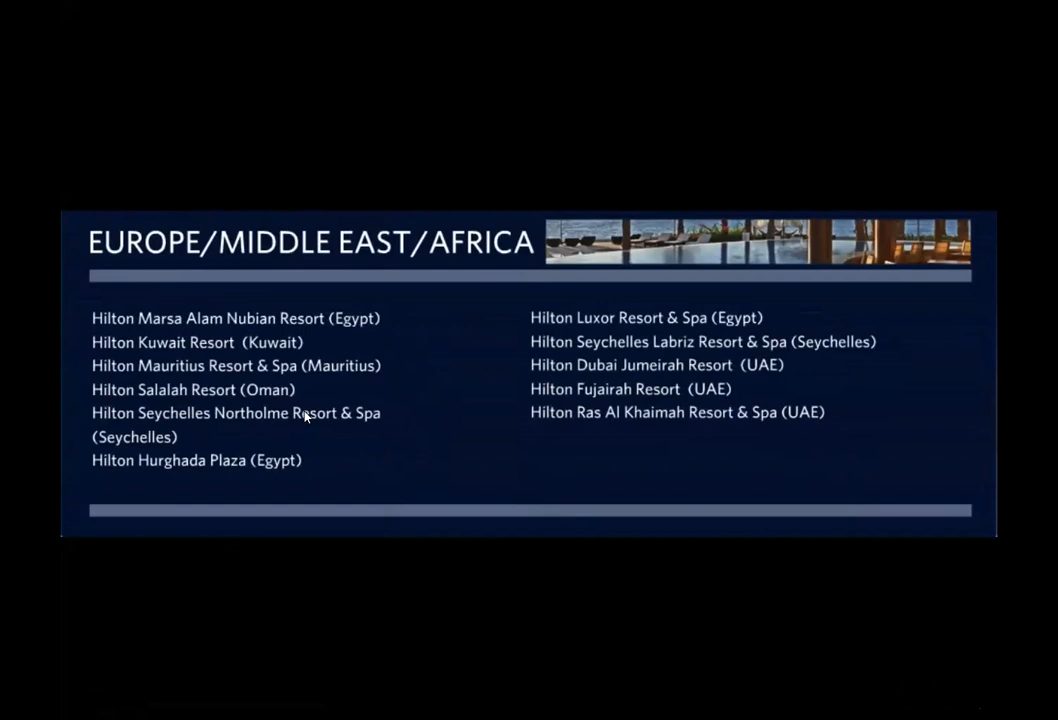 EUROPE/MIDDLE EAST/AFRICA
Hilton Marsa Alam Nubian Resort (Egypt)
Hilton Kuwait Resort (Kuwait)
Hilton Mauritius Resort & Spa (Mauritius)
Hilton Salalah Resort (Oman)
Hilton Seychelles Northolme Resort & Spa
(Seychelles)
Hilton Hurghada Plaza (Egypt)
Hilton Luxor Resort & Spa (Egypt)
Hilton Seychelles Labriz Resort & Spa (Seychelles)
Hilton Dubai Jumeirah Resort (UAE)
Hilton Fujairah Resort (UAE)
Hilton Ras Al Khaimah Resort & Spa (UAE)